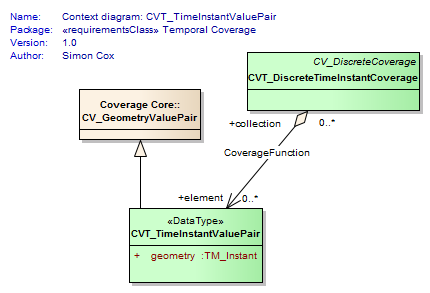 Name: Context diagram: CVT_TimeInstantValuePair
Package: «requirementsClass» Temporal Coverage
Version: 1.0
Author: Simon Cox
CV_DiscreteCoverage
CVT_DiscreteTimeInstantCoverage
Coverage Core::
CV_GeometryValuePair
+collection 0..*
CoverageFunction
+element 0..*
«DataType»
CVT_TimeInstantValuePair
+ geometry :TM_Instant